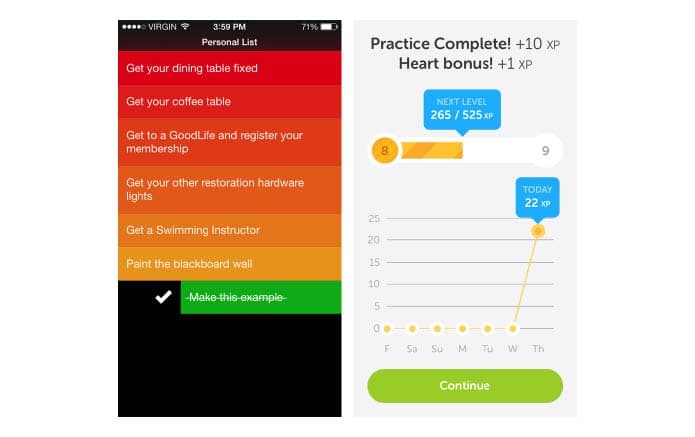 VIRGIN 3:59 PM 71%
Personal List
Get your dining table fixed
Get your coffee table
Get to a GoodLife and register your
membership
Get your other restoration hardware
lights
Get a Swimming Instructor
Paint the blackboard wall
Make this example
Practice Complete! +10 XP
Heart bonus! +1 XP
NEXT LEVEL
265 / 525 XP
8 9
TODAY
22 XP
25
20
15
10
5
0
F Sa Su M Tu W Th
Continue